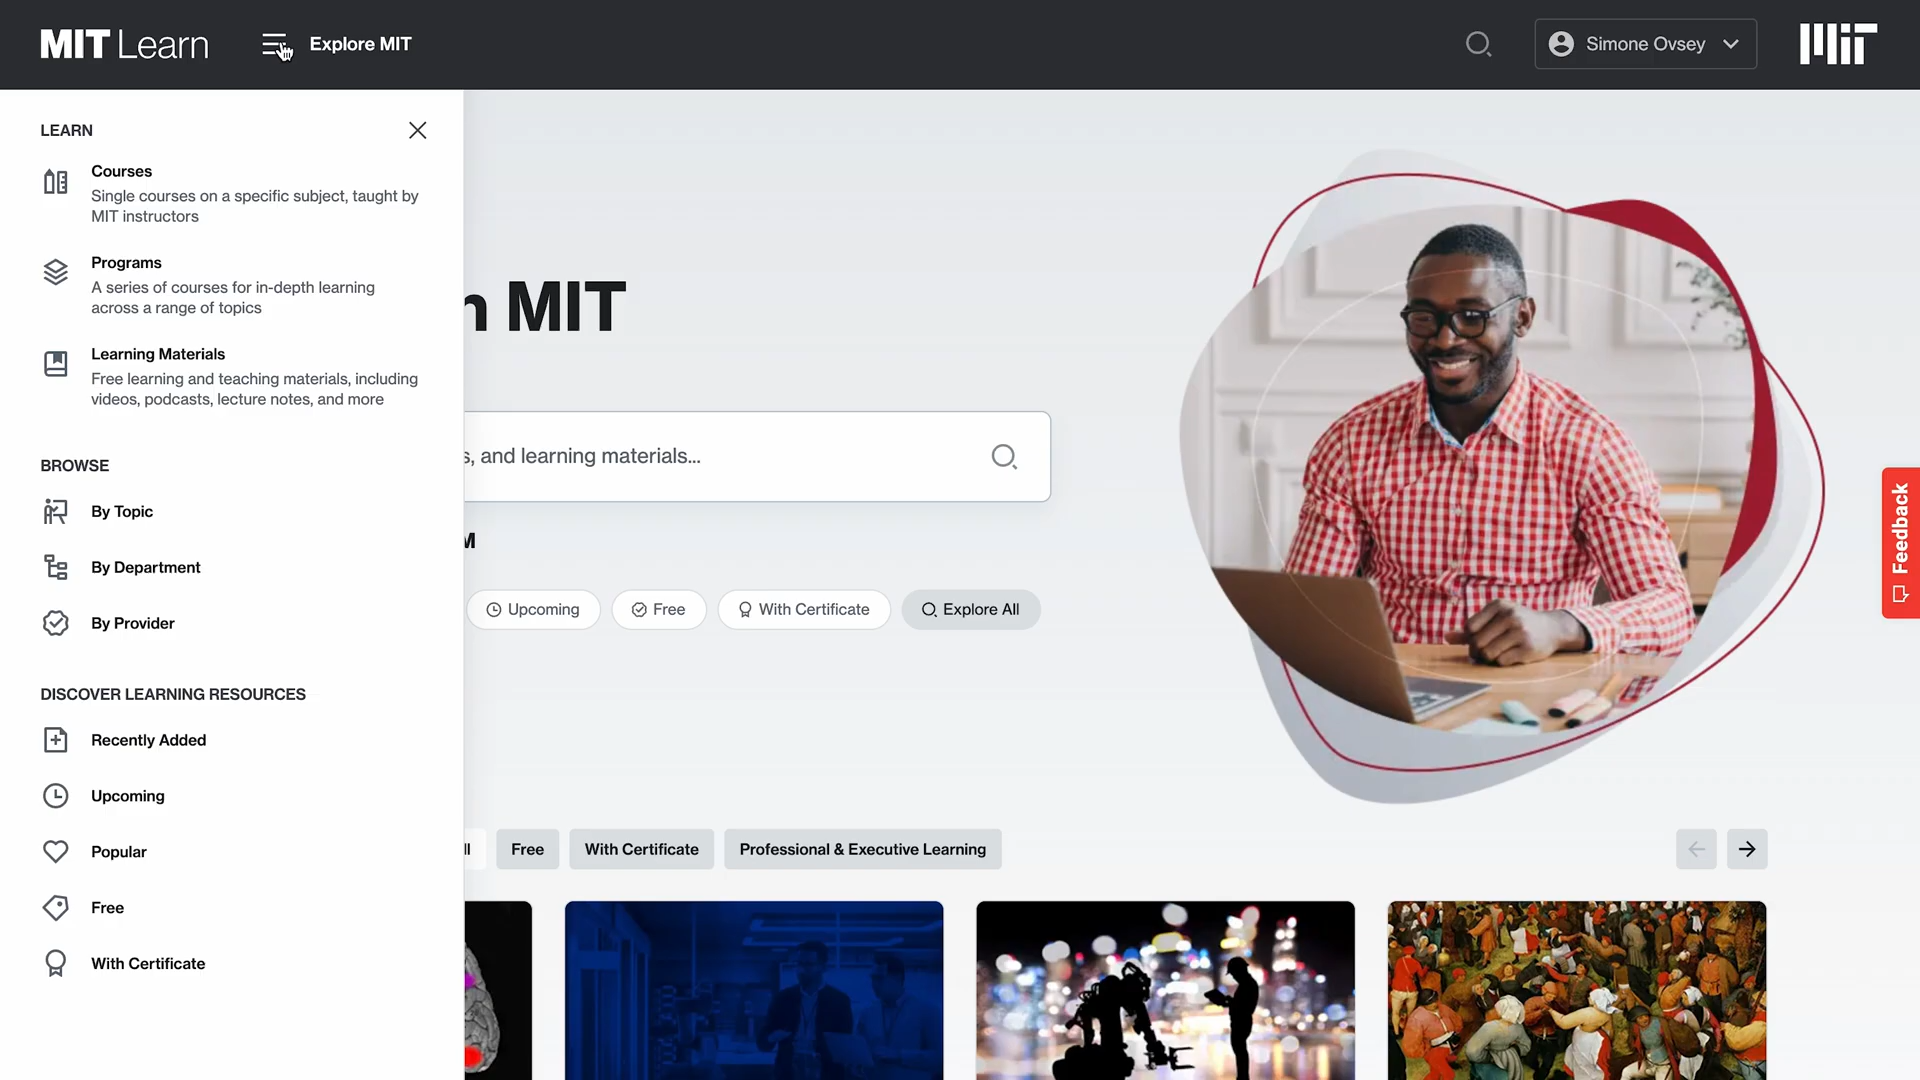 MIT Learn
Explore MIT
Simone Ovsey
MIT
LEARN
Courses
Single courses on a specific subject, taught by
MIT instructors
Programs
A series of courses for in-depth learning
across a range of topics
Learning Materials
Free learning and teaching materials, including
videos, podcasts, lecture notes, and more
BROWSE
By Topic
By Department
By Provider
DISCOVER LEARNING RESOURCES
Recently Added
Upcoming
Popular
Free
With Certificate
MIT
, and learning materials...
Upcoming
Free
With Certificate
Explore All
Feedback
Free
With Certificate
Professional & Executive Learning